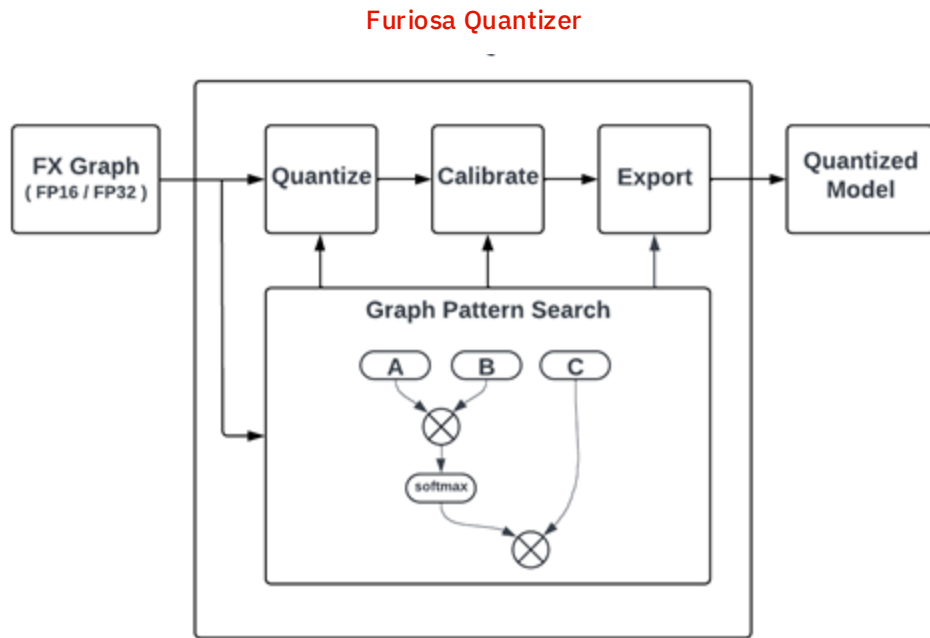 Furiosa Quantizer
FX Graph
( FP16 / FP32 )
Quantize
Calibrate
Export
Quantized
Model
Graph Pattern Search
A
B
C
softmax